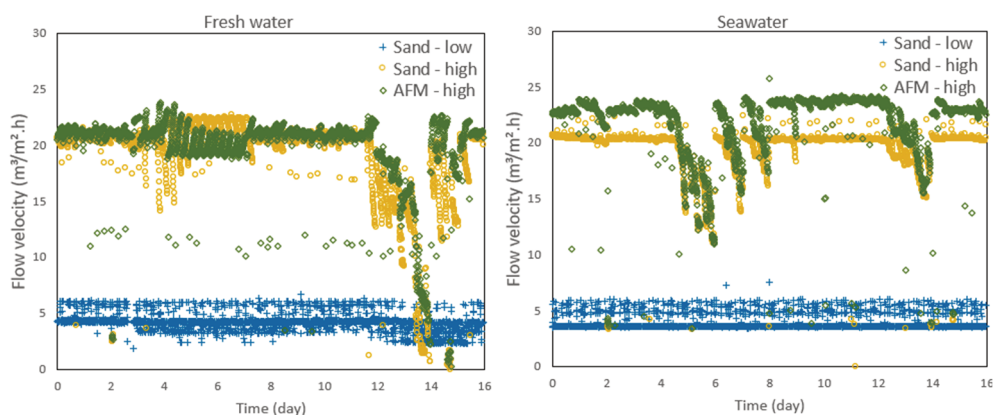 Fresh water
30
25
20
15
10
5
0
Flow velocity (m³/m².h)
Sand - low
Sand - high
AFM - high
0 2 4 6 8 10 12 14 16
Time (day)
Seawater
30
25
20
15
10
5
0
Flow velocity (m³/m².h)
Sand - low
Sand - high
AFM - high
0 2 4 6 8 10 12 14 16
Time (day)